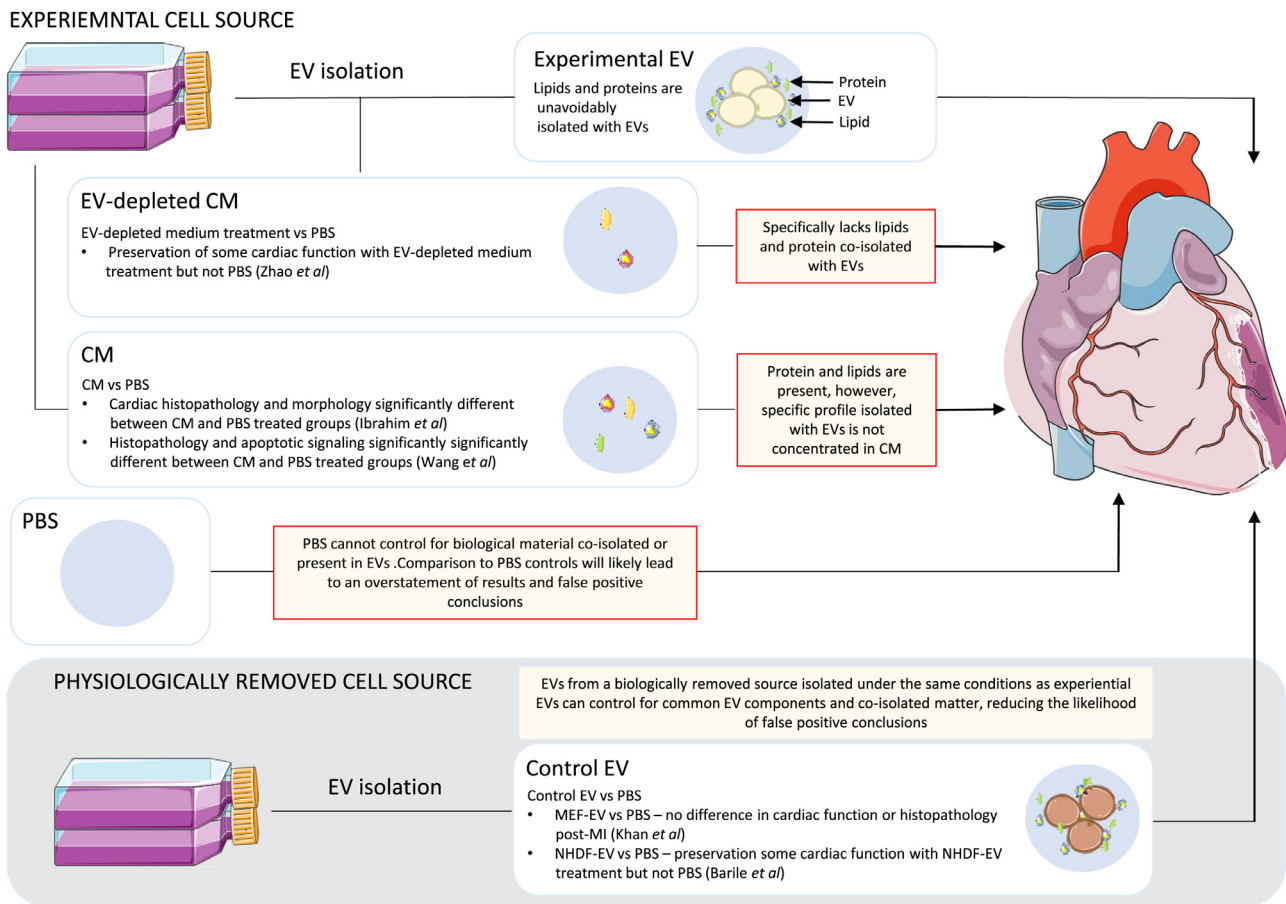 EXPERIEMNTAL CELL SOURCE
EV isolation
Experimental EV
Lipids and proteins are
unavoidably
isolated with EVs
Protein
EV
Lipid
EV-depleted CM
EV-depleted medium treatment vs PBS
• Preservation of some cardiac function with EV-depleted medium
treatment but not PBS (Zhao et al)
Specifically lacks lipids
and protein co-isolated
with EVs
CM
CM vs PBS
• Cardiac histopathology and morphology significantly different
between CM and PBS treated groups (Ibrahim et al)
• Histopathology and apoptotic signaling significantly significantly
different between CM and PBS treated groups (Wang et al)
Protein and lipids are
present, however,
specific profile isolated
with EVs is not
concentrated in CM
PBS
PBS cannot control for biological material co-isolated or
present in EVs .Comparison to PBS controls will likely lead
to an overstatement of results and false positive
conclusions
PHYSIOLOGICALLY REMOVED CELL SOURCE
EVs from a biologically removed source isolated under the same conditions as experiential
EVs can control for common EV components and co-isolated matter, reducing the likelihood
of false positive conclusions
EV isolation
Control EV
Control EV vs PBS
• MEF-EV vs PBS – no difference in cardiac function or histopathology
post-MI (Khan et al)
• NHDF-EV vs PBS – preservation some cardiac function with NHDF-EV
treatment but not PBS (Barile et al)